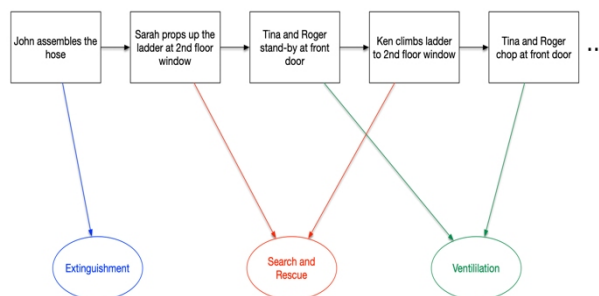 John assembles the
hose
Sarah props up the
ladder at 2nd floor
window
Tina and Roger
stand-by at front
door
Ken climbs ladder
to 2nd floor window
Tina and Roger
chop at front door
..
Extinguishment
Search and
Rescue
Ventililation